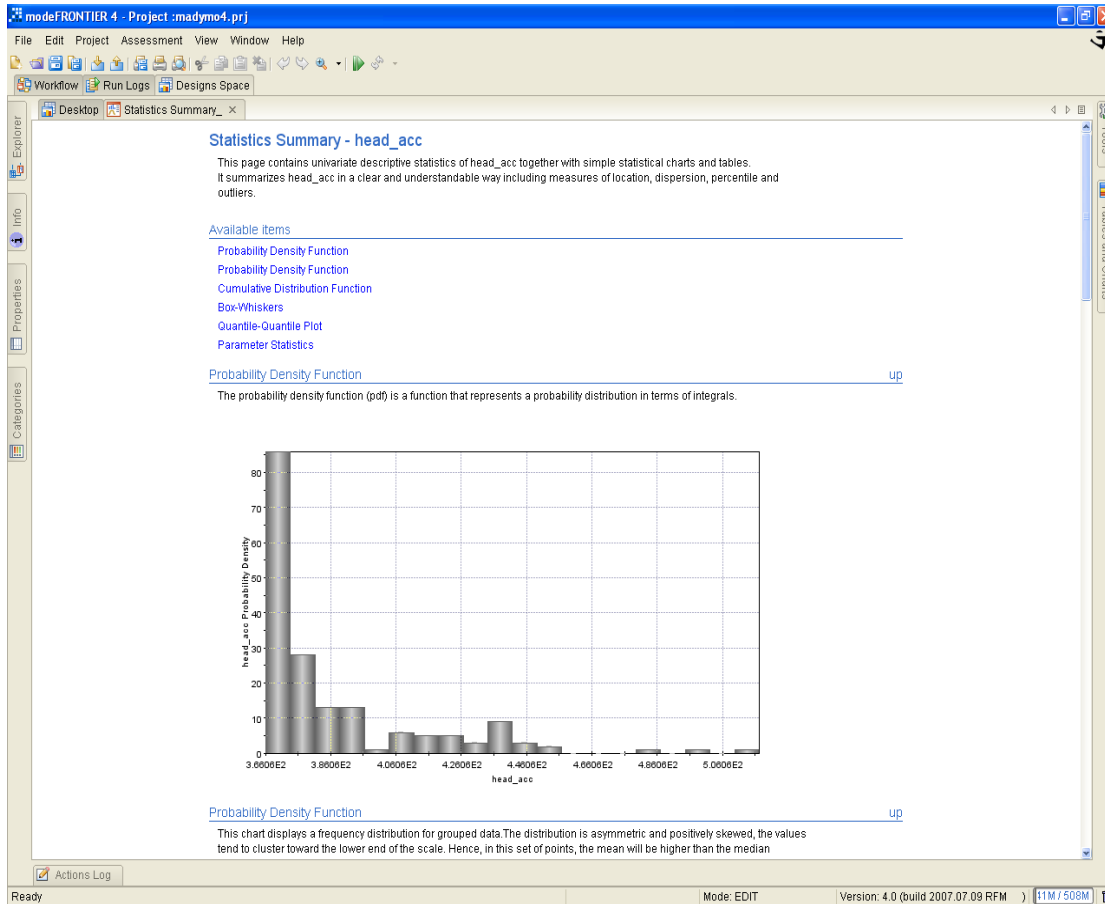 modeFRONTIER 4 - Project :madymo4.prj
File Edit Project Assessment View Window Help
Workflow Run Logs Designs Space
Desktop Statistics Summary_
Explorer
Info
Properties
Categories
Tools
Tables and Charts
Statistics Summary - head_acc
This page contains univariate descriptive statistics of head_acc together with simple statistical charts and tables.
It summarizes head_acc in a clear and understandable way including measures of location, dispersion, percentile and
outliers.
Available items
Probability Density Function
Probability Density Function
Cumulative Distribution Function
Box-Whiskers
Quantile-Quantile Plot
Parameter Statistics
Probability Density Function up
The probability density function (pdf) is a function that represents a probability distribution in terms of integrals.
head_acc Probability Density
80
70
60
50
40
30
20
10
0
3.6606E2 3.8606E2 4.0606E2 4.2606E2 4.4606E2 4.6606E2 4.8606E2 5.0606E2
head_acc
Probability Density Function up
This chart displays a frequency distribution for grouped data.The distribution is asymmetric and positively skewed, the values
tend to cluster toward the lower end of the scale. Hence, in this set of points, the mean will be higher than the median
Actions Log
Ready Mode: EDIT Version: 4.0 (build 2007.07.09 RFM ) 41M / 508M